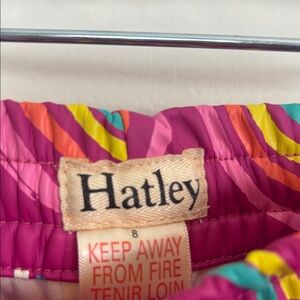 Hatley
8
KEEP AWAY
FROM FIRE
TENIR LOIN